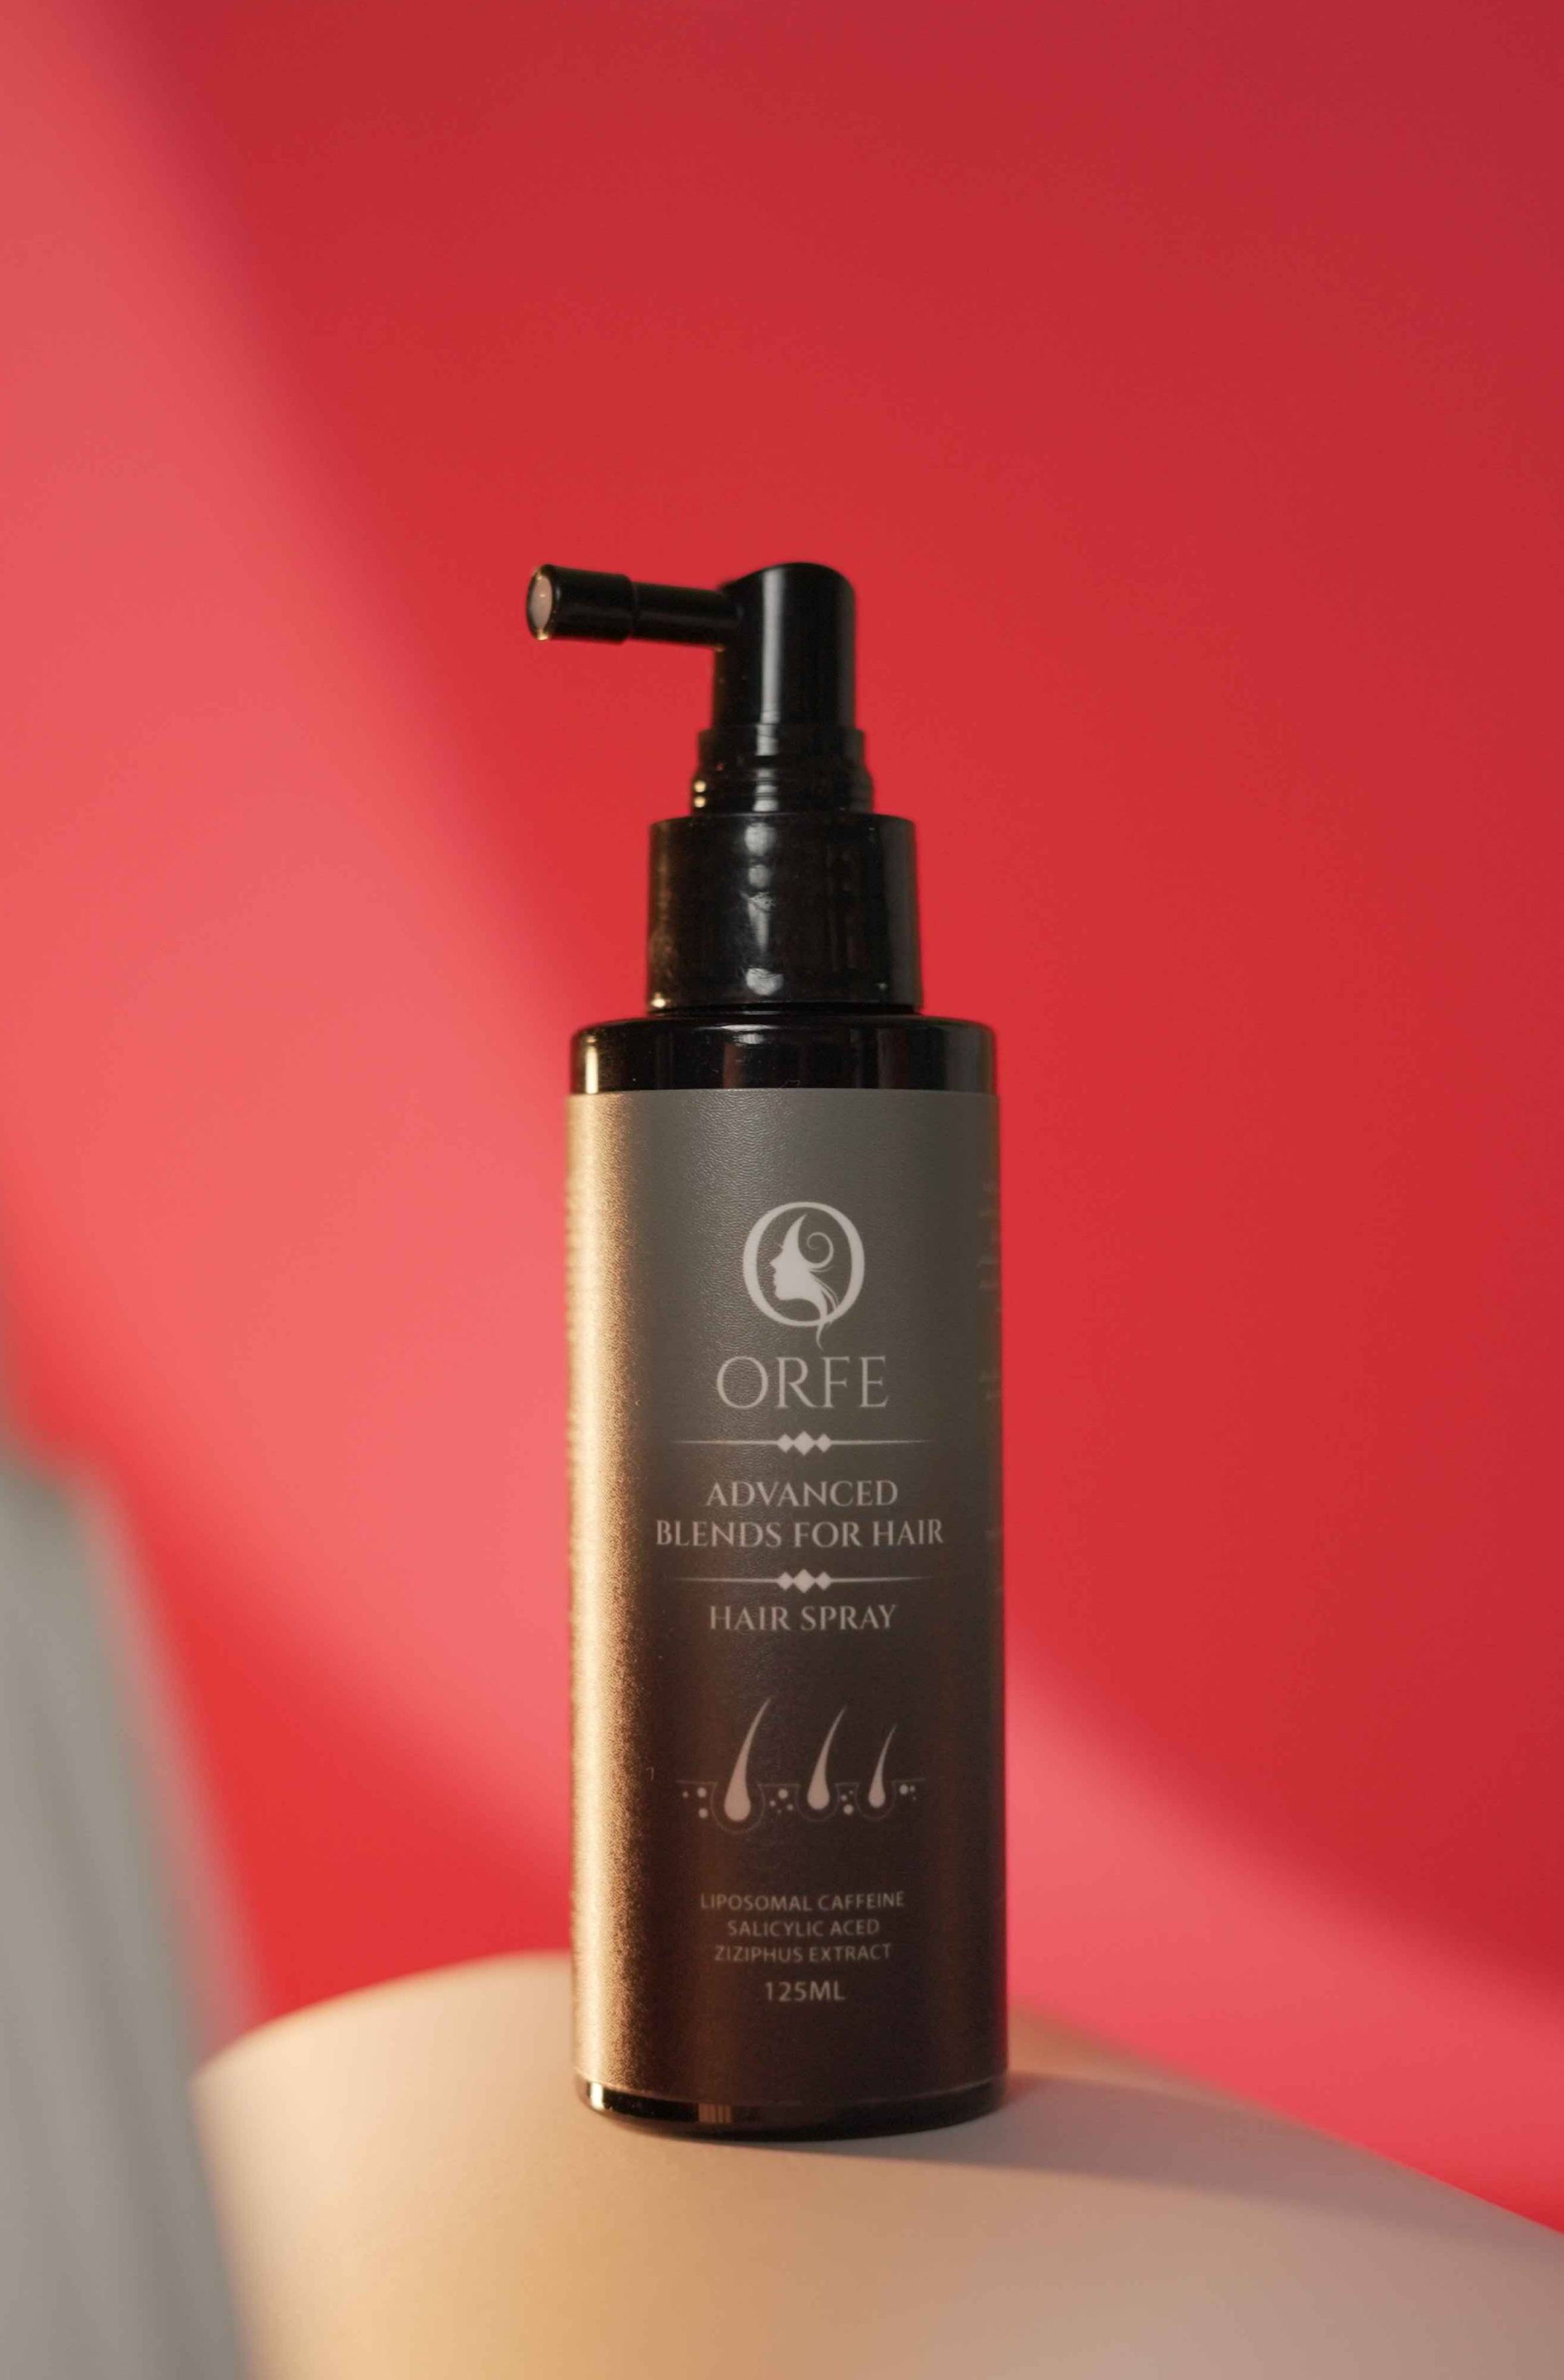 ORFE
ADVANCED
BLENDS FOR HAIR
HAIR SPRAY
LIPOSOMAL CAFFEINE
SALICYLIC ACED
ZIZIPHUS EXTRACT
125ML